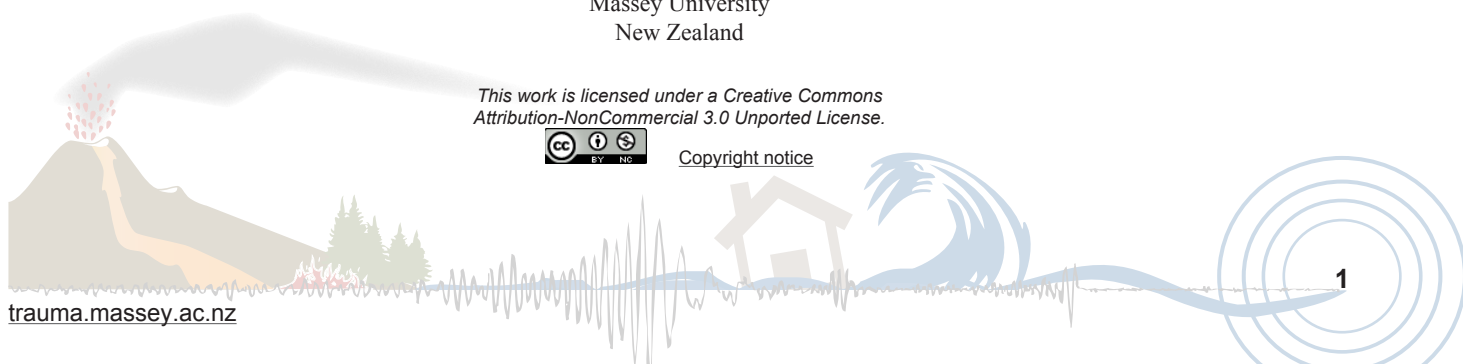 Massey University
New Zealand
This work is licensed under a Creative Commons
Attribution-NonCommercial 3.0 Unported License.
cc BY NC Copyright notice
1
trauma.massey.ac.nz